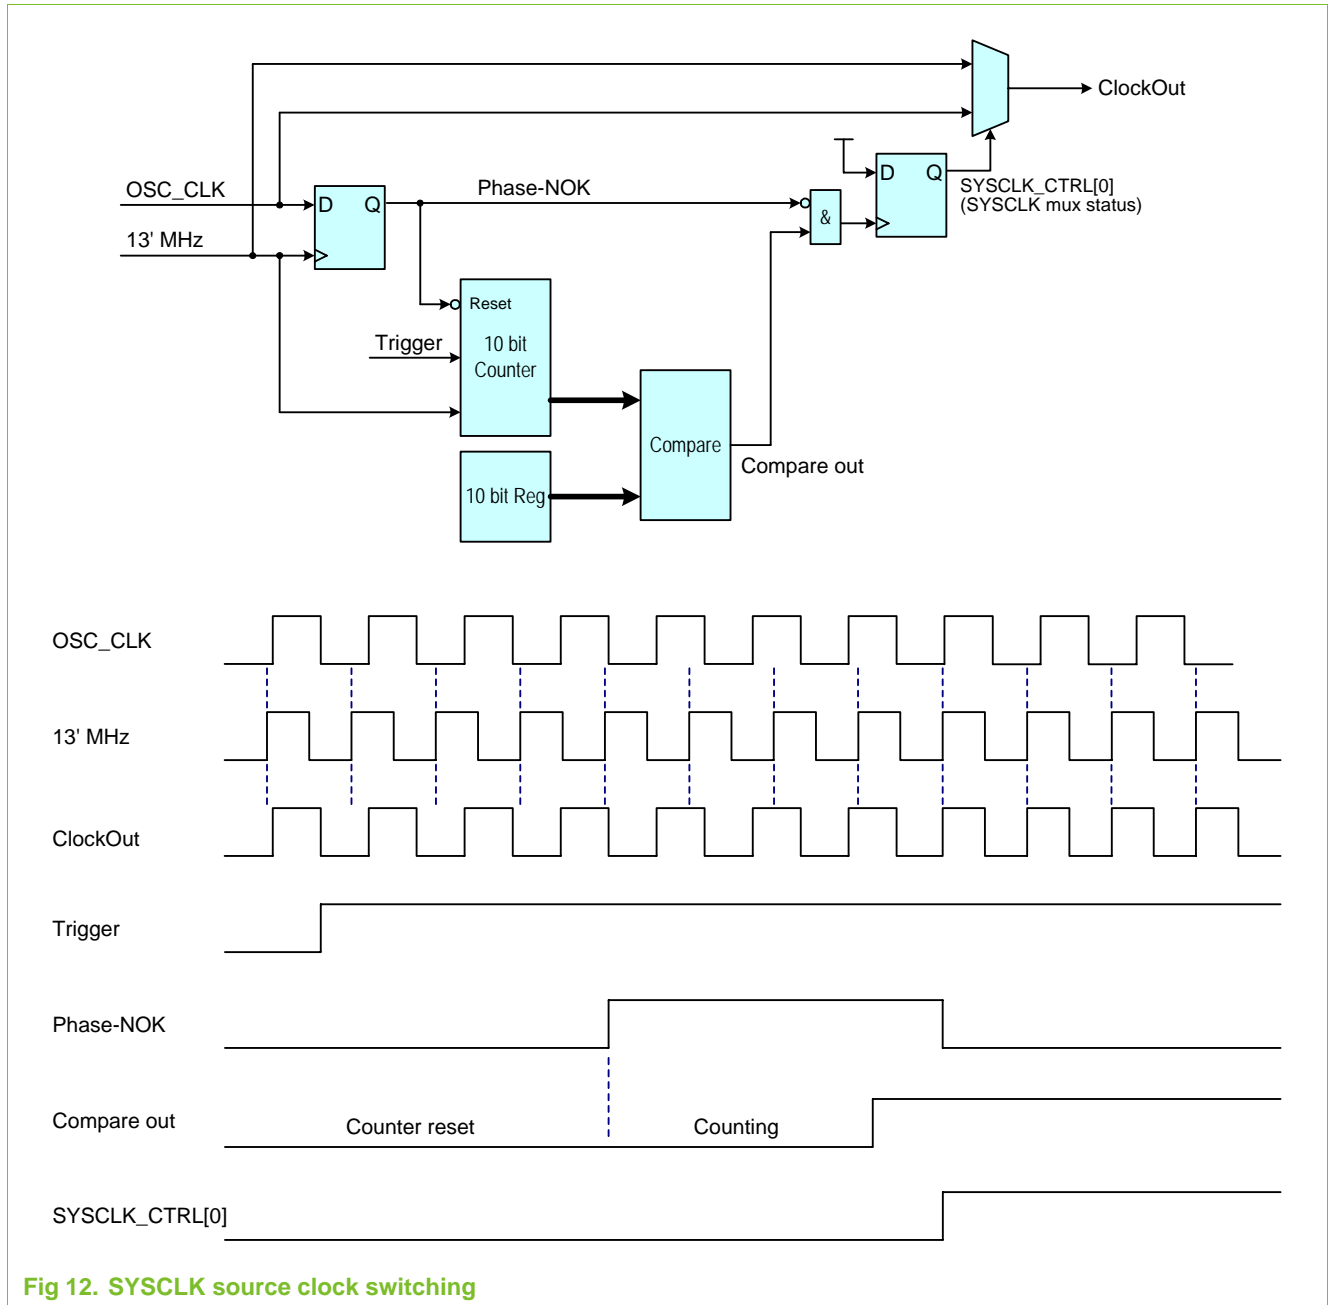 ClockOut
D Q
SYSCLK_CTRL[0]
(SYSCLK mux status)
OSC_CLK
D Q
Phase-NOK
&
13' MHz
Reset
Trigger
10 bit
Counter
Compare
Compare out
10 bit Reg
OSC_CLK
13' MHz
ClockOut
Trigger
Phase-NOK
Compare out
Counter reset
Counting
SYSCLK_CTRL[0]
Fig 12. SYSCLK source clock switching